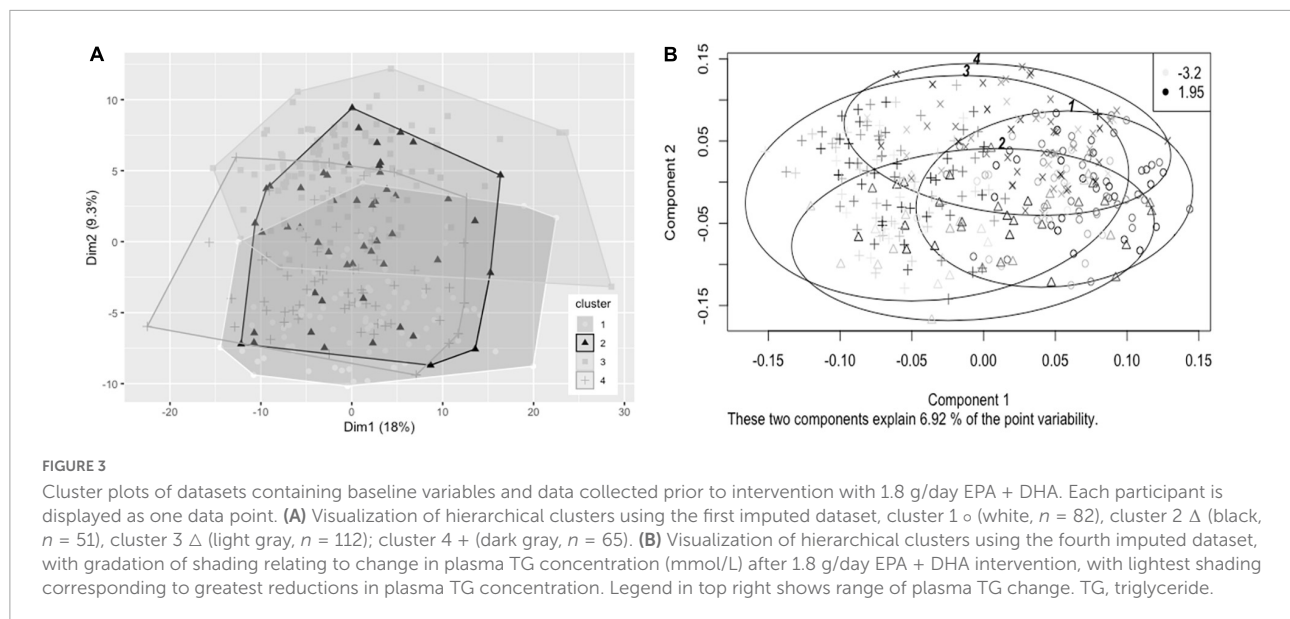 A
10
5
0
-5
-10
Dim2 (9.3%)
-20
-10
0
10
20
30
Dim1 (18%)
cluster
1
2
3
4
B
0.15
0.05
-0.05
-0.15
Component 2
4
3
1
2
-3.2
1.95
-0.15
-0.10
-0.05
0.00
0.05
0.10
0.15
Component 1
These two components explain 6.92 % of the point variability.
FIGURE 3
Cluster plots of datasets containing baseline variables and data collected prior to intervention with 1.8 g/day EPA + DHA. Each participant is
displayed as one data point. (A) Visualization of hierarchical clusters using the first imputed dataset, cluster 1 ○ (white, n = 82), cluster 2 Δ (black,
n = 51), cluster 3 △ (light gray, n = 112); cluster 4 + (dark gray, n = 65). (B) Visualization of hierarchical clusters using the fourth imputed dataset,
with gradation of shading relating to change in plasma TG concentration (mmol/L) after 1.8 g/day EPA + DHA intervention, with lightest shading
corresponding to greatest reductions in plasma TG concentration. Legend in top right shows range of plasma TG change. TG, triglyceride.